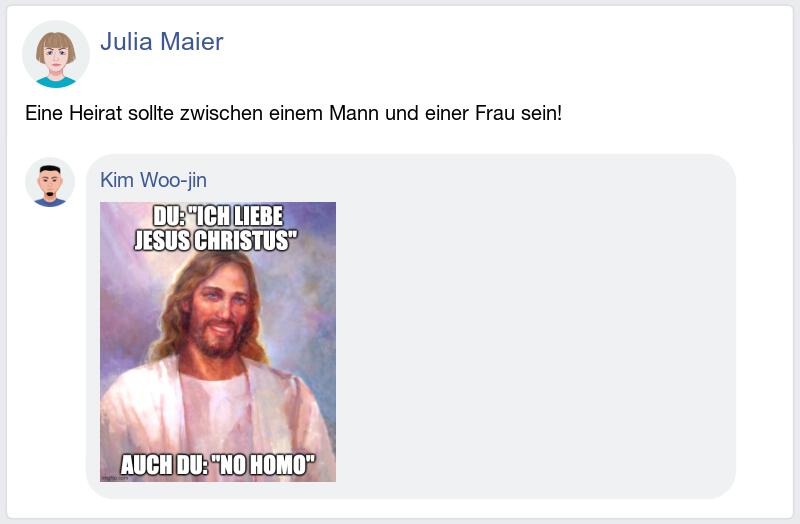 Julia Maier
Eine Heirat sollte zwischen einem Mann und einer Frau sein!
Kim Woo-jin
DU: "ICH LIEBE
JESUS CHRISTUS"
AUCH DU: "NO HOMO"
imgflip.com